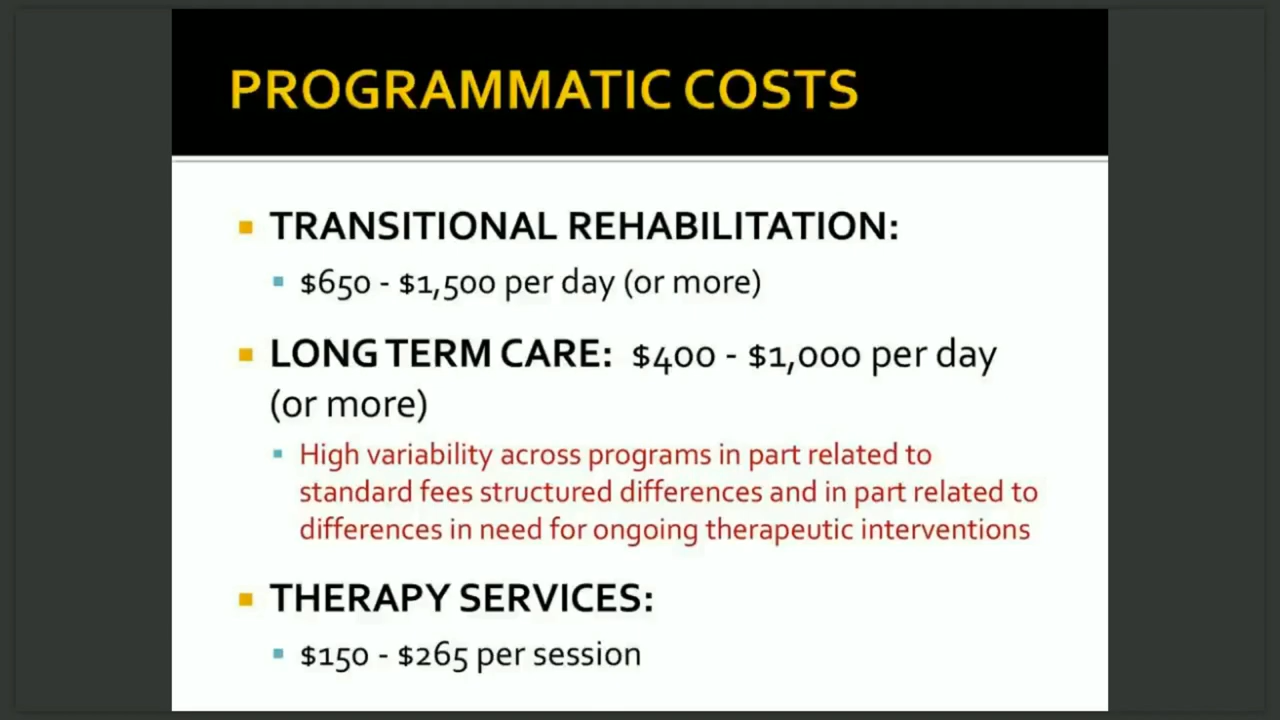 PROGRAMMATIC COSTS
TRANSITIONAL REHABILITATION:
$650 - $1,500 per day (or more)
LONG TERM CARE: $400 - $1,000 per day
(or more)
High variability across programs in part related to
standard fees structured differences and in part related to
differences in need for ongoing therapeutic interventions
THERAPY SERVICES:
$150 - $265 per session